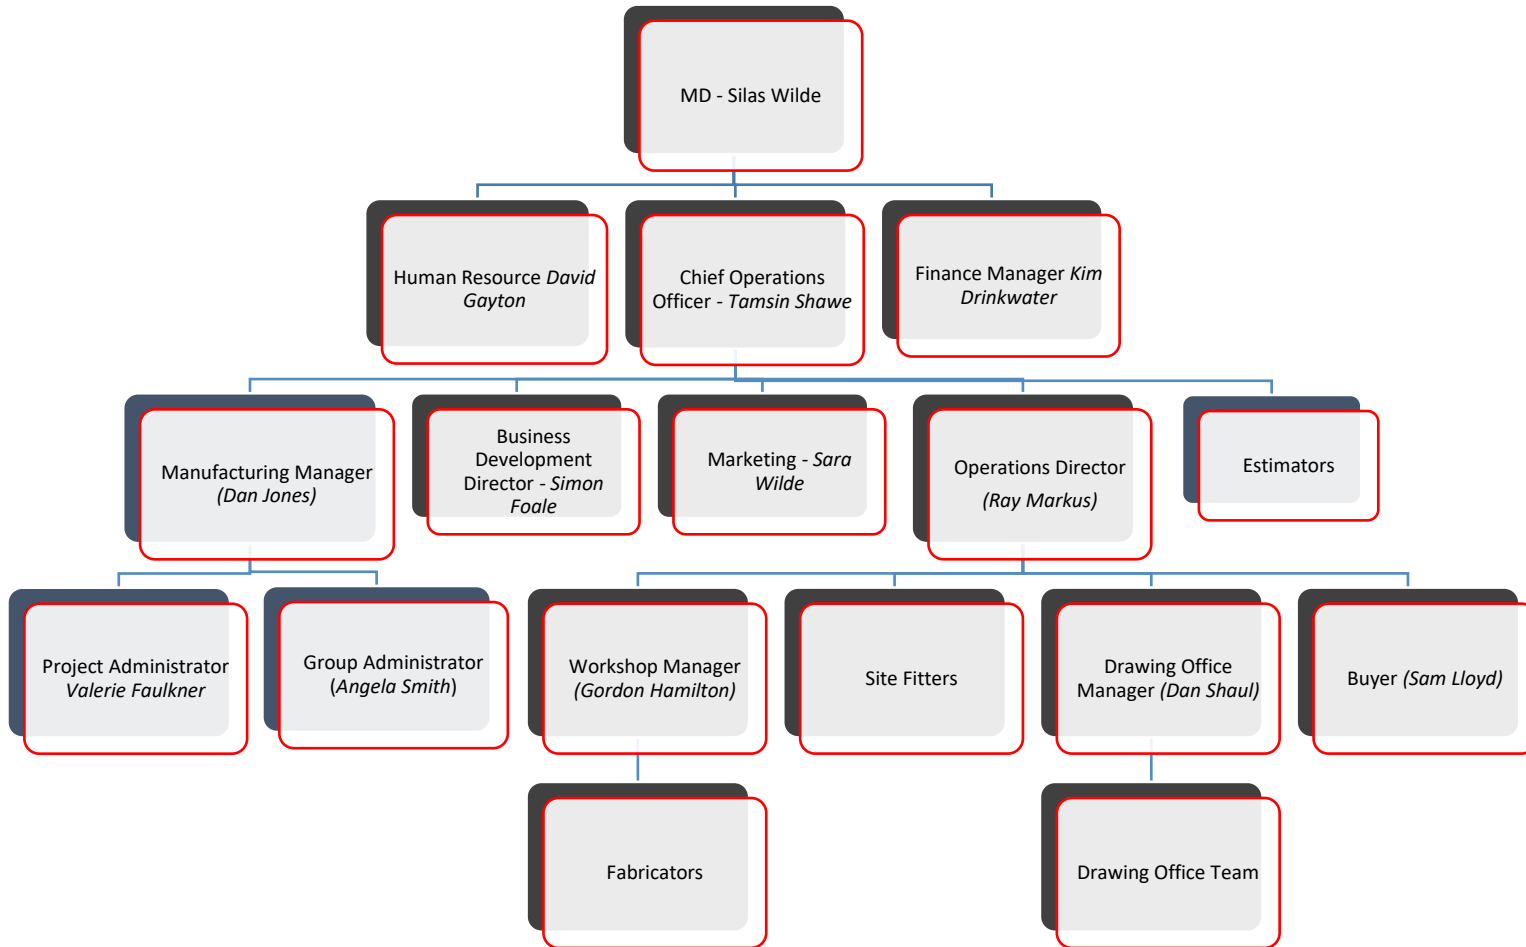 MD - Silas Wilde
Human Resource David
Gayton
Chief Operations
Officer - Tamsin Shawe
Finance Manager Kim
Drinkwater
Manufacturing Manager
(Dan Jones)
Business
Development
Director - Simon
Foale
Marketing - Sara
Wilde
Operations Director
(Ray Markus)
Estimators
Project Administrator
Valerie Faulkner
Group Administrator
(Angela Smith)
Workshop Manager
(Gordon Hamilton)
Site Fitters
Drawing Office
Manager (Dan Shaul)
Buyer (Sam Lloyd)
Fabricators
Drawing Office Team